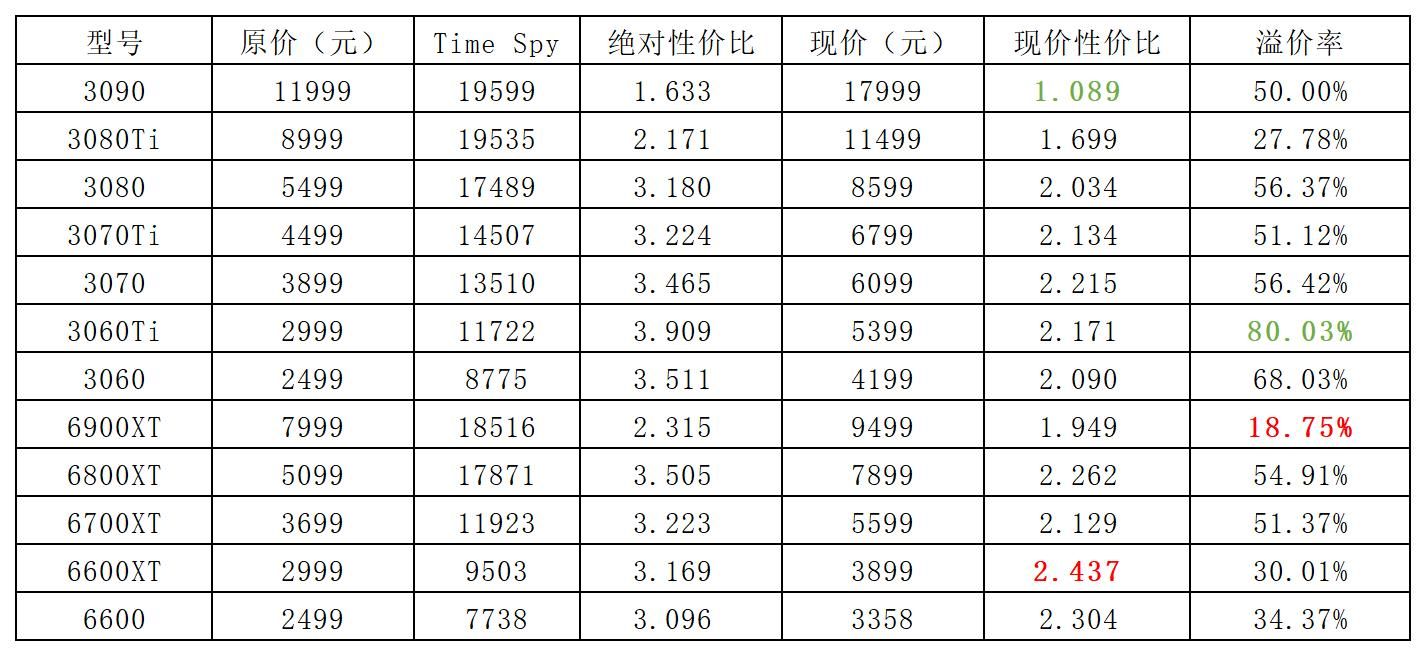 型号 原价（元） Time Spy 绝对性价比 现价（元） 现价性价比 溢价率
3090 11999 19599 1.633 17999 1.089 50.00%
3080Ti 8999 19535 2.171 11499 1.699 27.78%
3080 5499 17489 3.180 8599 2.034 56.37%
3070Ti 4499 14507 3.224 6799 2.134 51.12%
3070 3899 13510 3.465 6099 2.215 56.42%
3060Ti 2999 11722 3.909 5399 2.171 80.03%
3060 2499 8775 3.511 4199 2.090 68.03%
6900XT 7999 18516 2.315 9499 1.949 18.75%
6800XT 5099 17871 3.505 7899 2.262 54.91%
6700XT 3699 11923 3.223 5599 2.129 51.37%
6600XT 2999 9503 3.169 3899 2.437 30.01%
6600 2499 7738 3.096 3358 2.304 34.37%